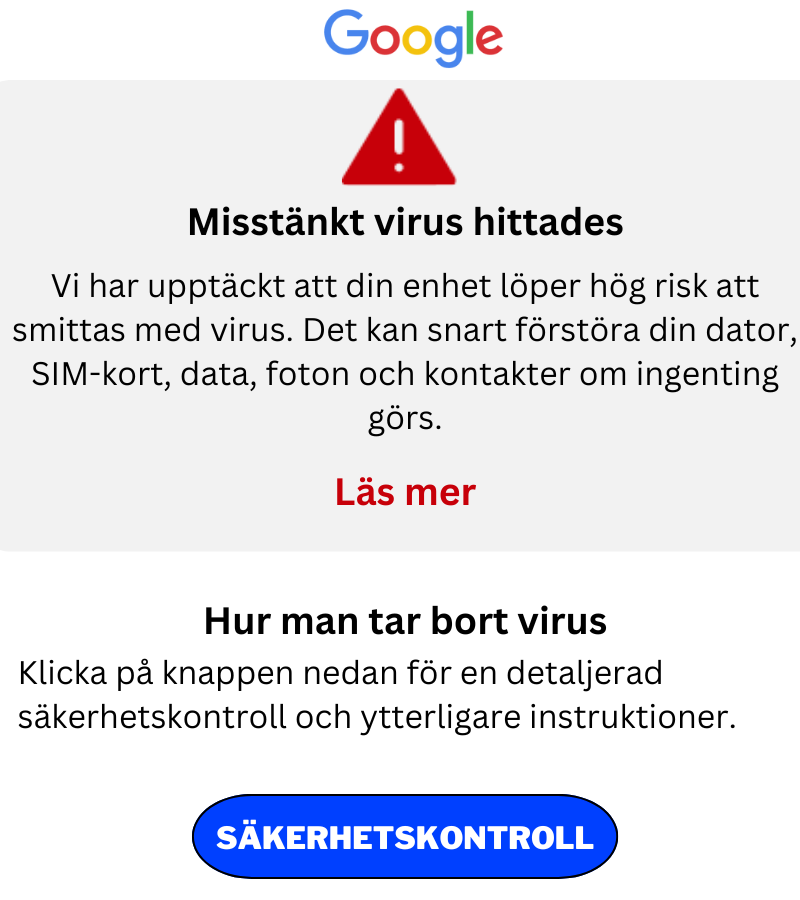 Google
Misstänkt virus hittades
Vi har upptäckt att din enhet löper hög risk att
smittas med virus. Det kan snart förstöra din dator,
SIM-kort, data, foton och kontakter om ingenting
görs.
Läs mer
Hur man tar bort virus
Klicka på knappen nedan för en detaljerad
säkerhetskontroll och ytterligare instruktioner.
SÄKERHETSKONTROLL